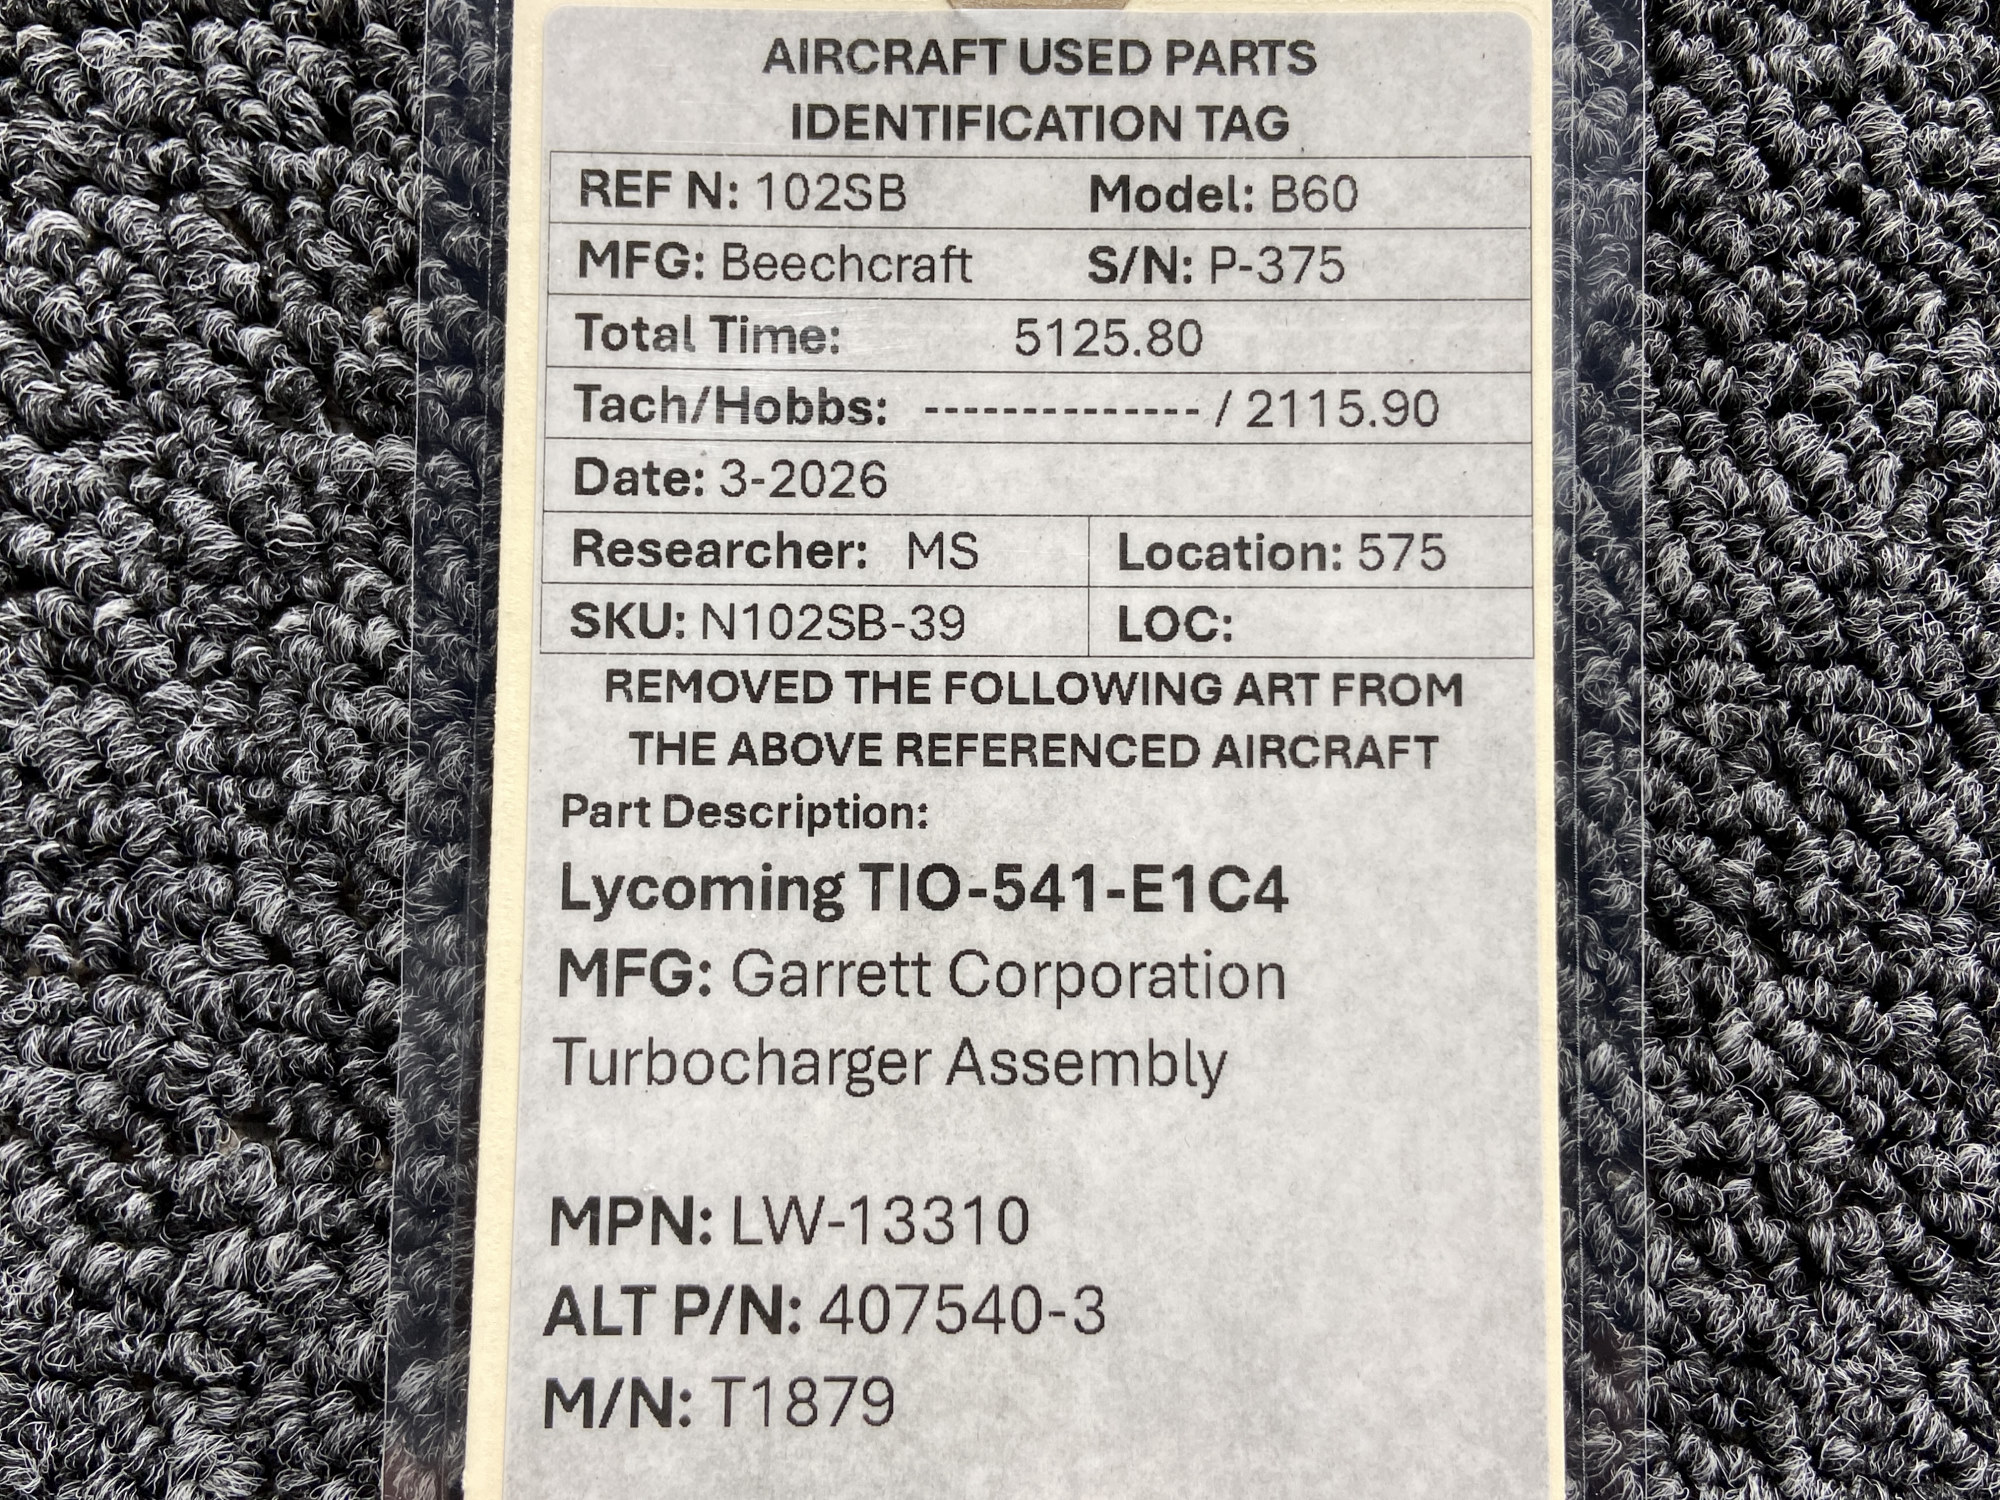 AIRCRAFT USED PARTS
IDENTIFICATION TAG
REF N: 102SB Model: B60
MFG: Beechcraft S/N: P-375
Total Time: 5125.80
Tach/Hobbs: -------------- / 2115.90
Date: 3-2026
Researcher: MS Location: 575
SKU: N102SB-39 LOC:
REMOVED THE FOLLOWING ART FROM
THE ABOVE REFERENCED AIRCRAFT
Part Description:
Lycoming TIO-541-E1C4
MFG: Garrett Corporation
Turbocharger Assembly
MPN: LW-13310
ALT P/N: 407540-3
M/N: T1879